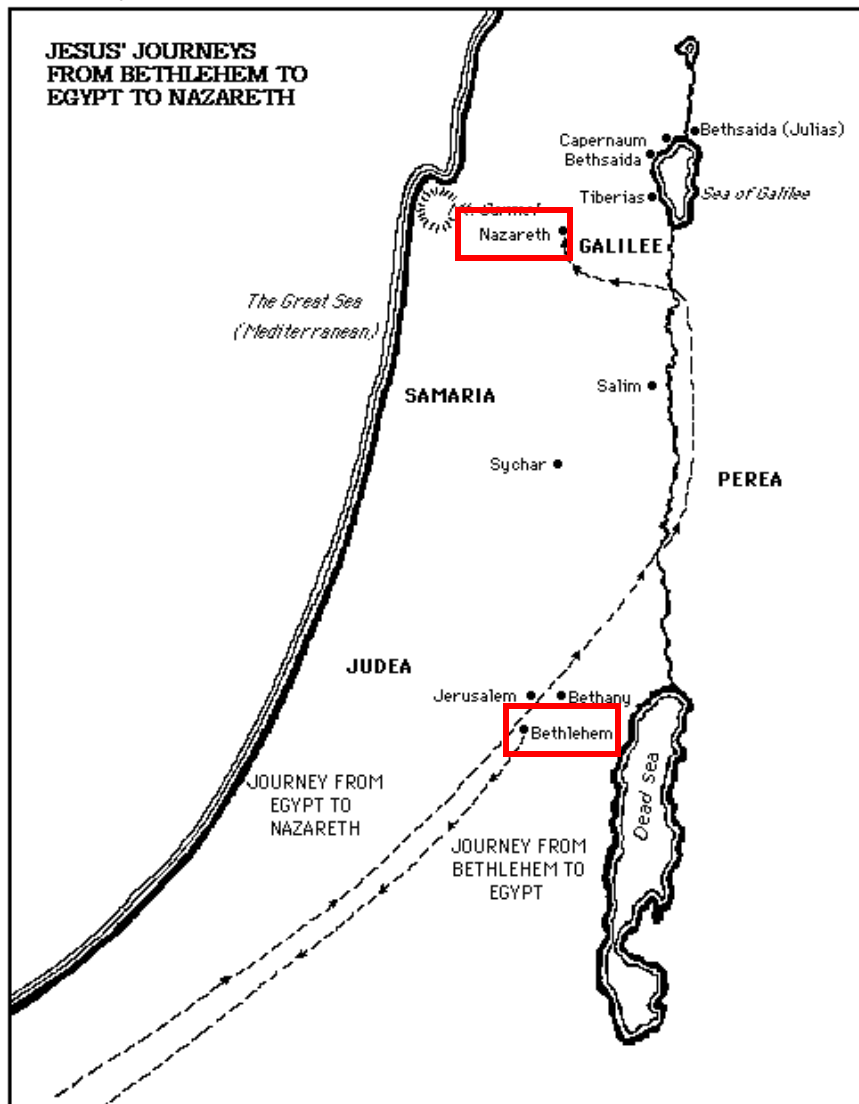 JESUS' JOURNEYS
FROM BETHLEHEM TO
EGYPT TO NAZARETH
Bethsaida (Julias)
Capernaum
Bethsaida
Tiberias
Sea of Galilee
Nazareth
GALILEE
The Great Sea
(Mediterranean)
SAMARIA
Salim
Sychar
PEREA
JUDEA
Jerusalem
Bethany
Bethlehem
Dead Sea
JOURNEY FROM
EGYPT TO
NAZARETH
JOURNEY FROM
BETHLEHEM TO
EGYPT